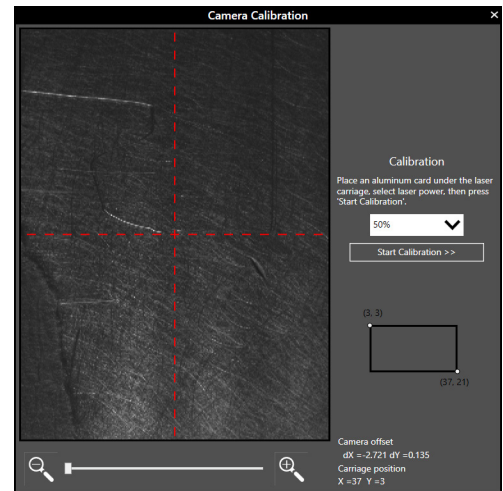 Camera Calibration
×
Calibration
Place an aluminum card under the laser
carriage, select laser power, then press
'Start Calibration'.
50%
Start Calibration >>
(3, 3)
(37, 21)
Camera offset
dX =-2.721 dY =0.135
Carriage position
X =37 Y =3